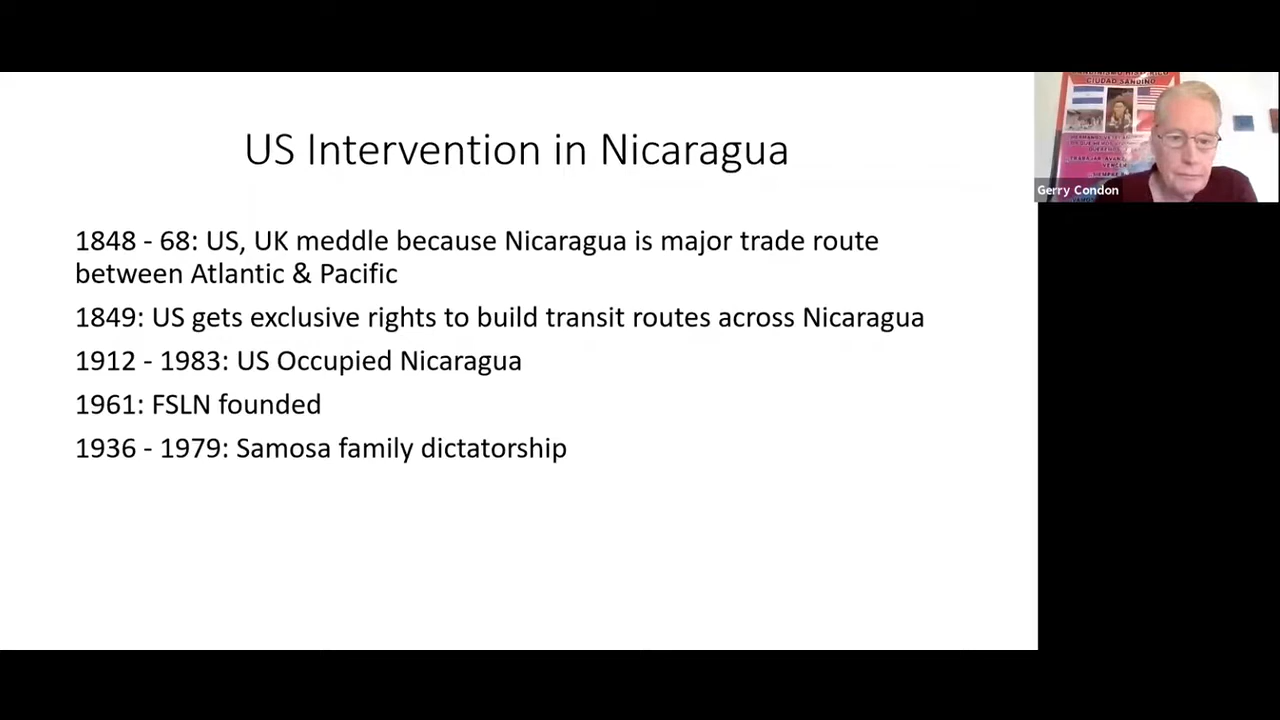 US Intervention in Nicaragua
1848 - 68: US, UK meddle because Nicaragua is major trade route
between Atlantic & Pacific
1849: US gets exclusive rights to build transit routes across Nicaragua
1912 - 1983: US Occupied Nicaragua
1961: FSLN founded
1936 - 1979: Samosa family dictatorship
CIUDAD SANDINO
Gerry Condon